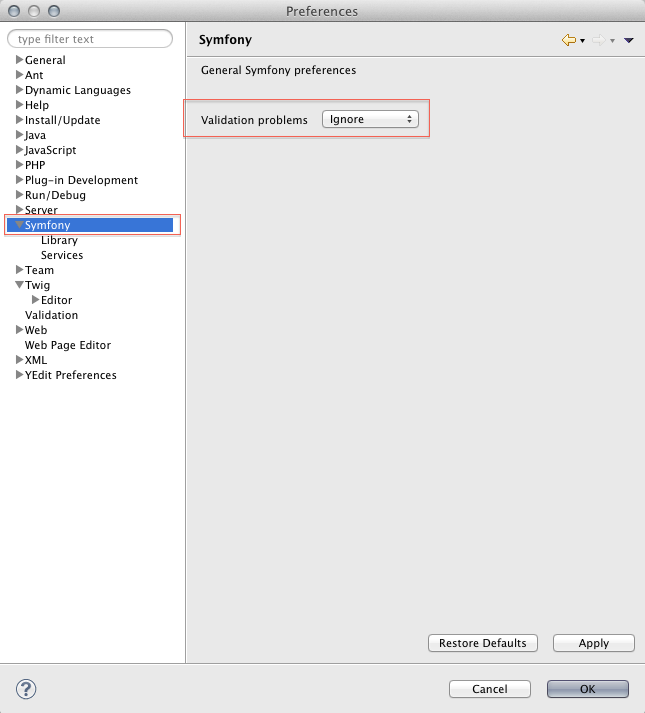 Preferences
type filter text
General
Ant
Dynamic Languages
Help
Install/Update
Java
JavaScript
PHP
Plug-in Development
Run/Debug
Server
Symfony
Library
Services
Team
Twig
Editor
Validation
Web
Web Page Editor
XML
YEdit Preferences
Symfony
General Symfony preferences
Validation problems Ignore
Restore Defaults Apply
? Cancel OK